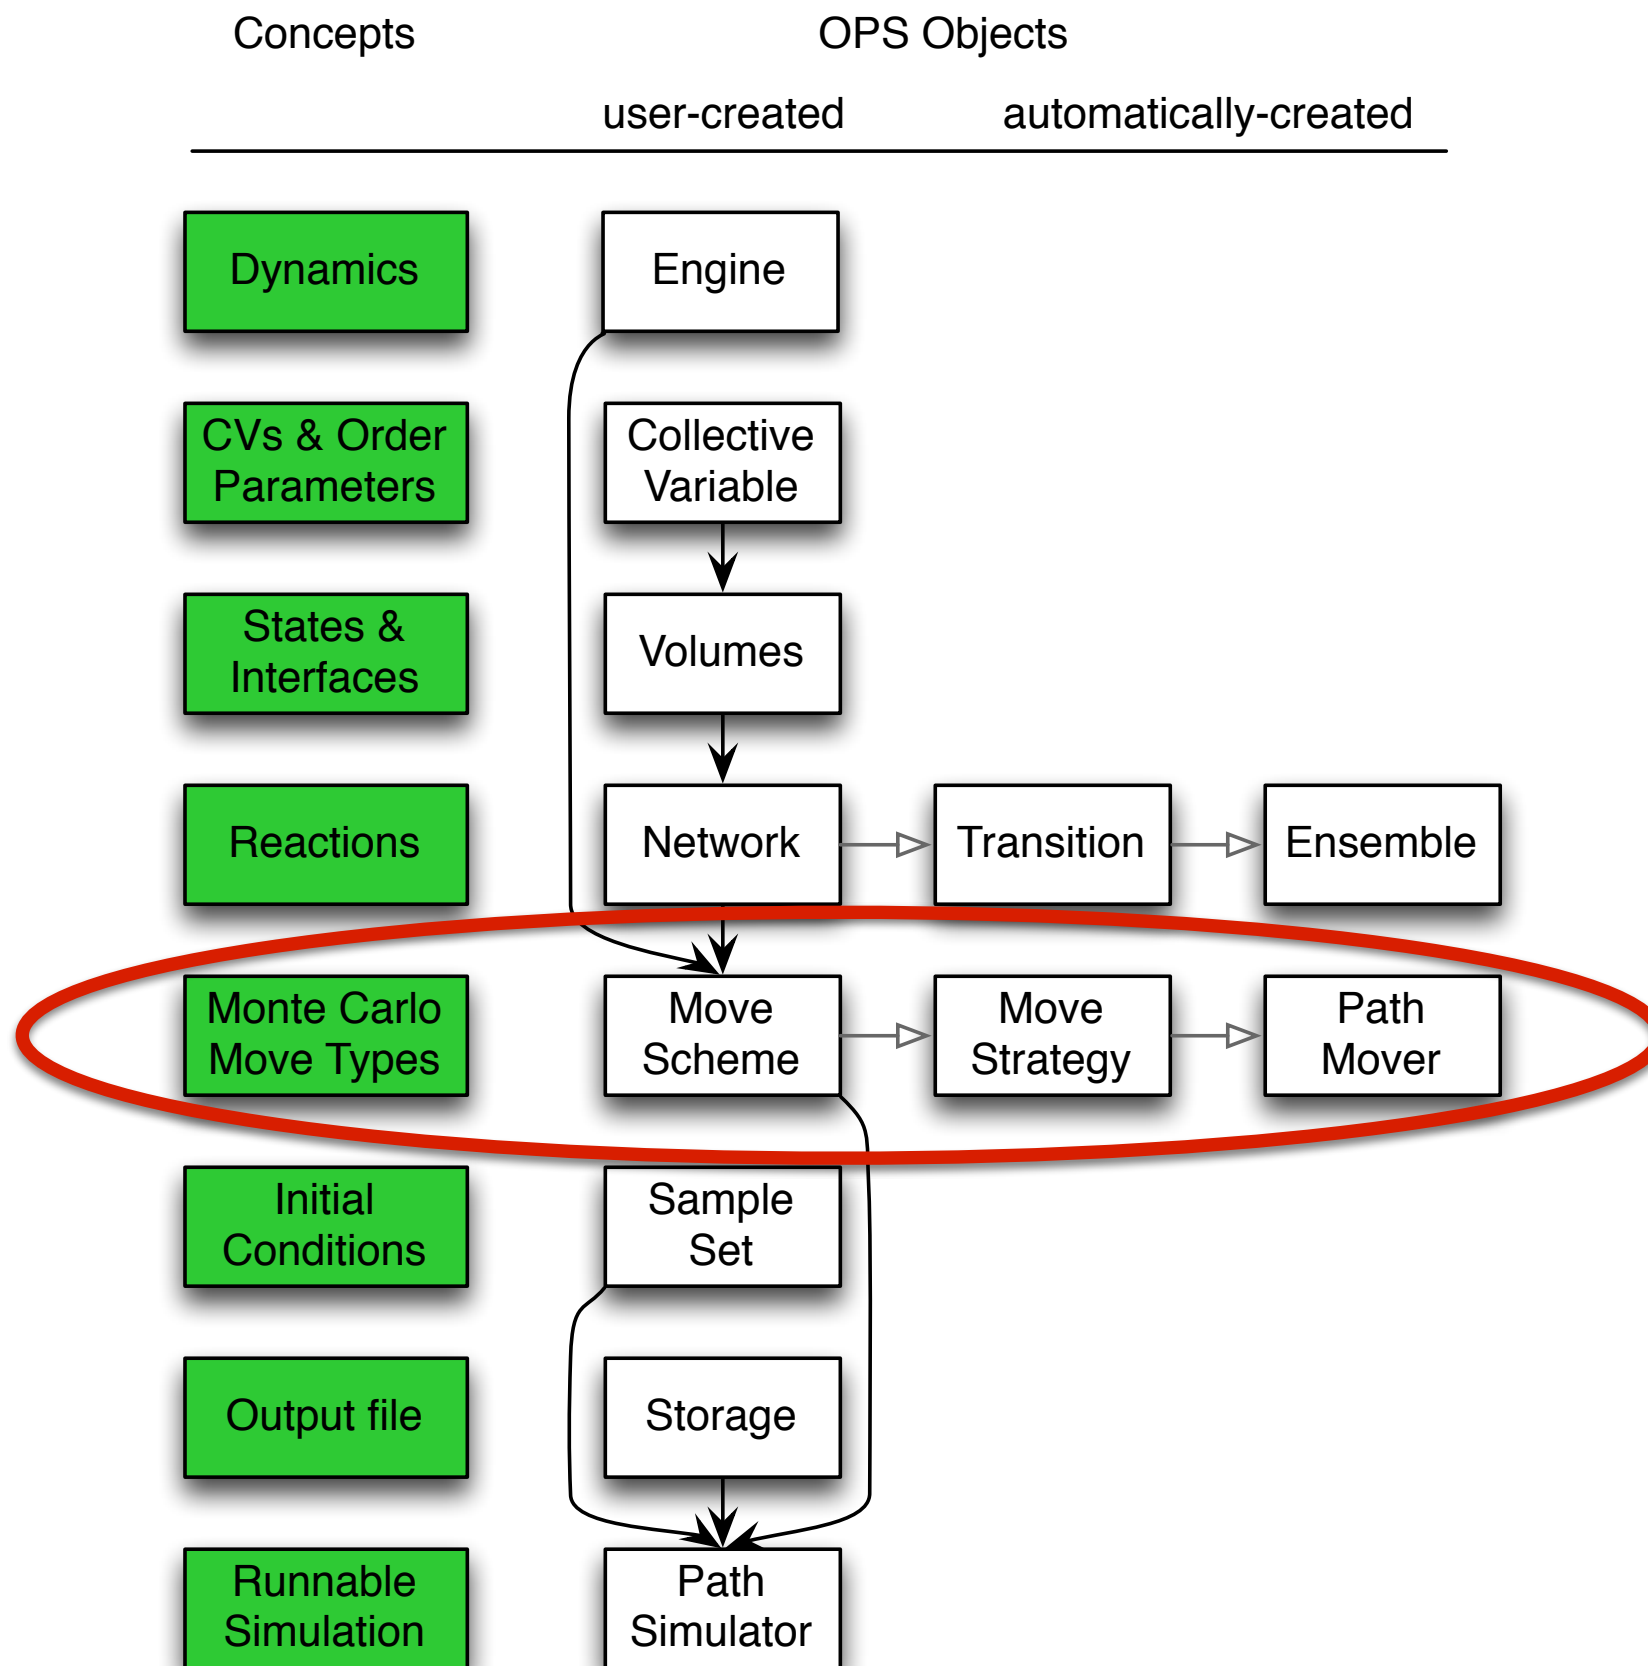 Concepts
OPS Objects
user-created
automatically-created
Dynamics
Engine
CVs & Order
Parameters
Collective
Variable
States &
Interfaces
Volumes
Reactions
Network
Transition
Ensemble
Monte Carlo
Move Types
Move
Scheme
Move
Strategy
Path
Mover
Initial
Conditions
Sample
Set
Output file
Storage
Runnable
Simulation
Path
Simulator